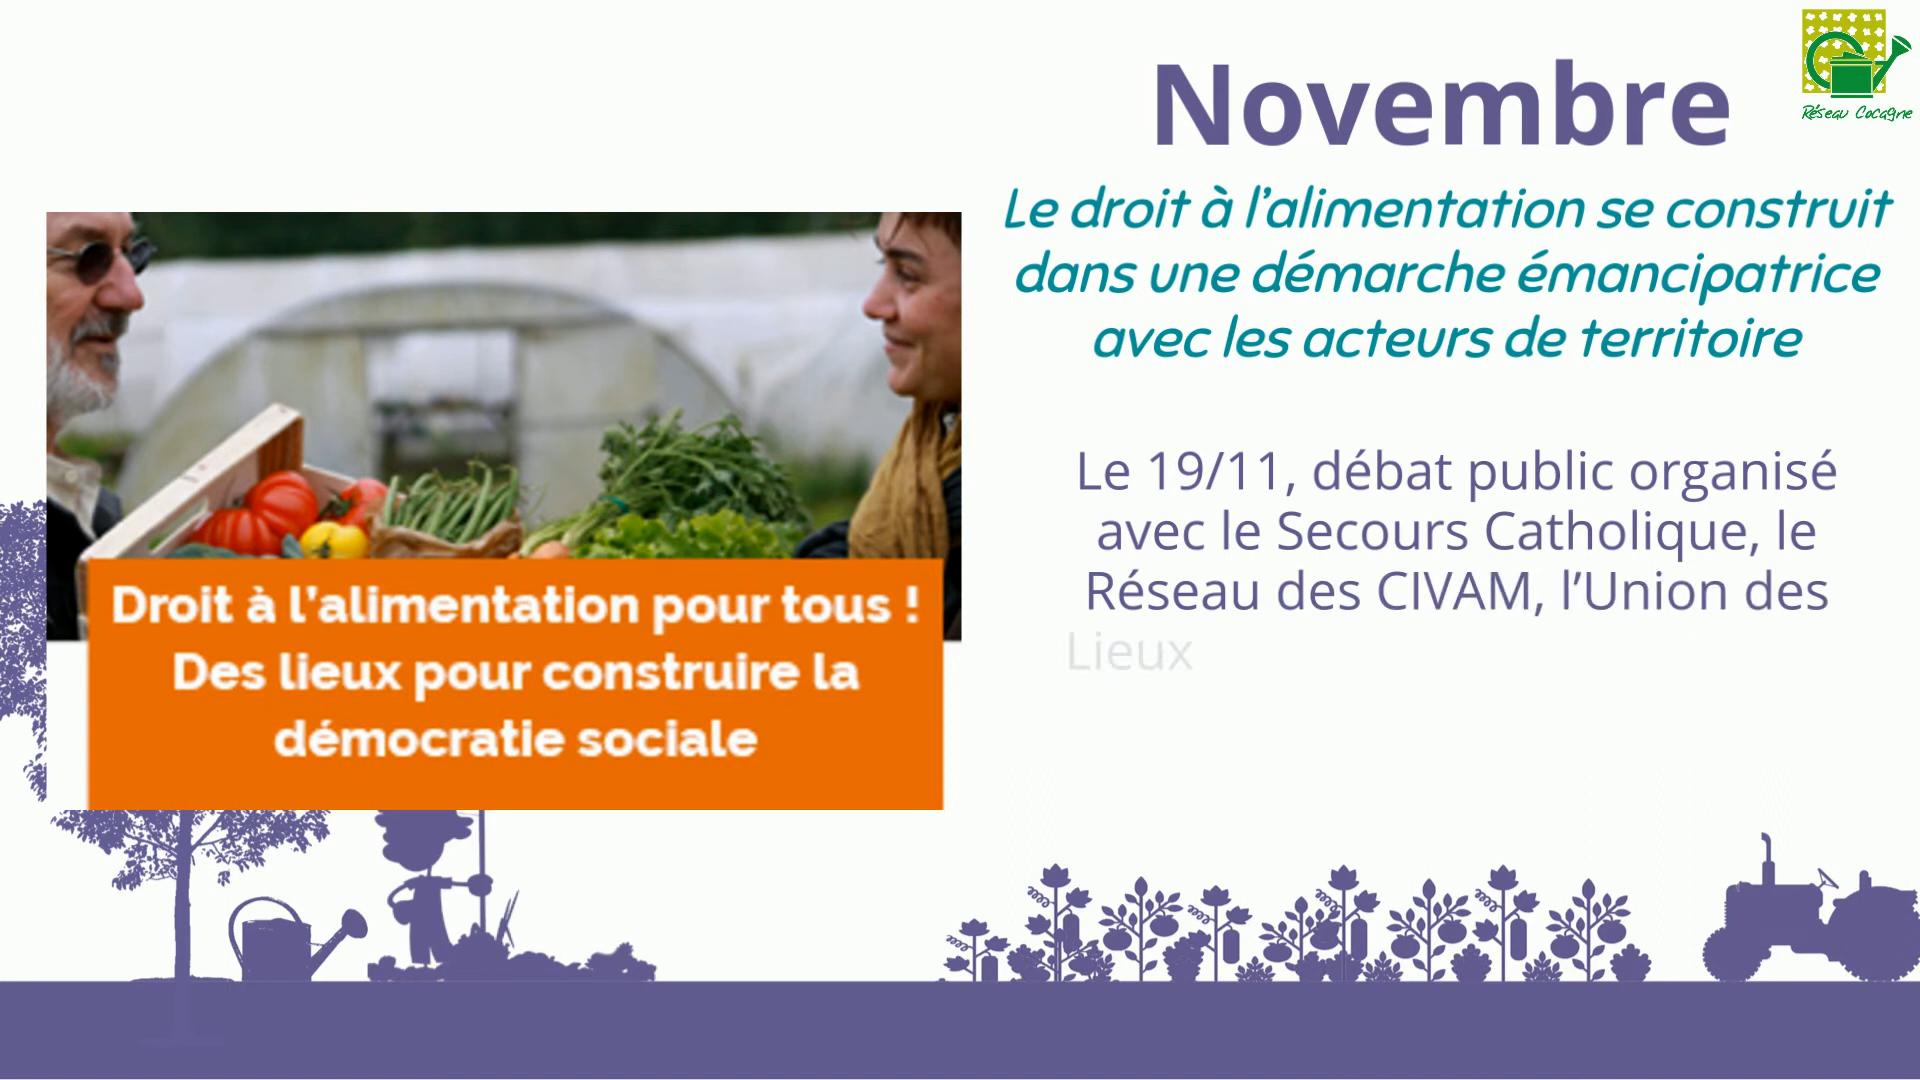 Novembre
Réseau Cocagne
Le droit à l’alimentation se construit
dans une démarche émancipatrice
avec les acteurs de territoire
Le 19/11, débat public organisé
avec le Secours Catholique, le
Réseau des CIVAM, l’Union des
Lieux
Droit à l’alimentation pour tous !
Des lieux pour construire la
démocratie sociale